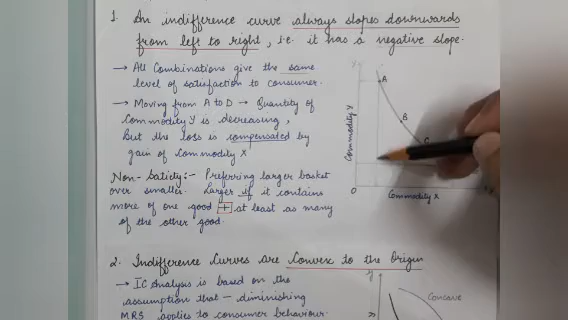 1. An indifference curve always slopes downwards
from left to right, i.e. it has a negative slope.
→ All Combinations give the same
level of satisfaction to consumer.
→ Moving from A to D → Quantity of
Commodity Y is decreasing,
But the loss is compensated by
gain of Commodity X
Non-Satiety:- Preferring larger basket
over smaller. Larger if it contains
more of one good + at least as many
of the other good.
Y
A
B
C
Commodity Y
O
Commodity X
2. Indifference Curves are Convex to the Origin
→ IC Analysis is based on the
assumption that – diminishing
MRS applies to consumer behaviour.
Y
Concave